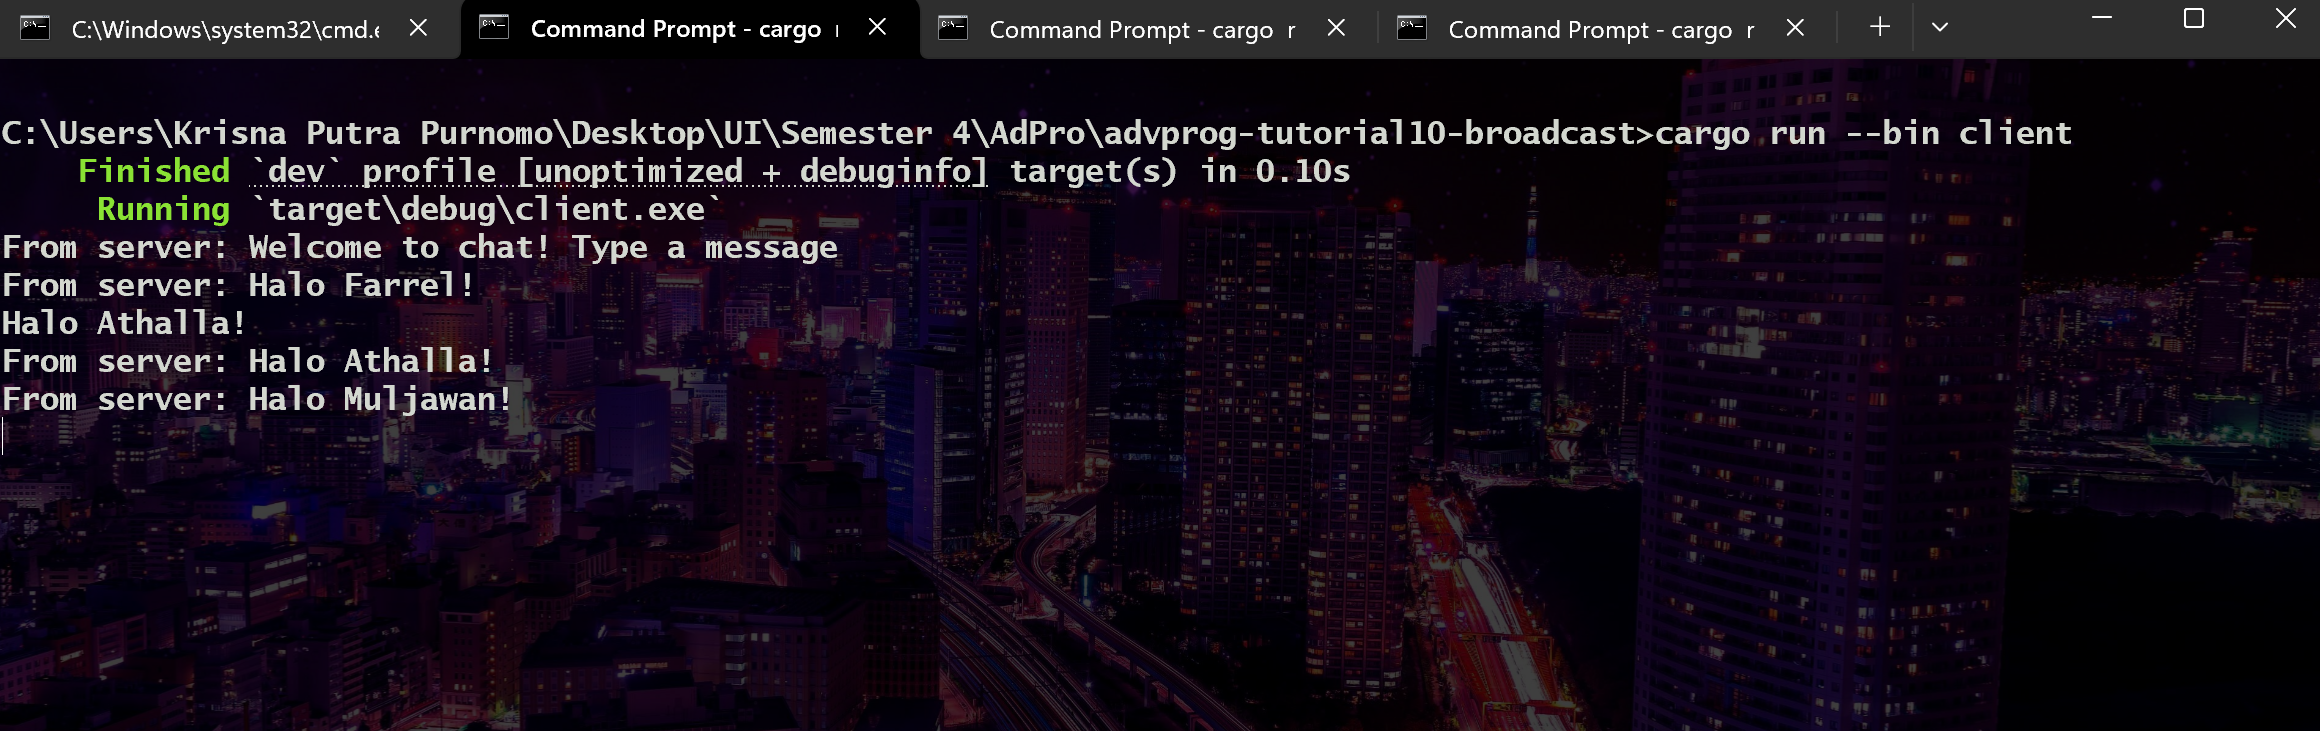 C:\Windows\system32\cmd.e
Command Prompt - cargo r
Command Prompt - cargo r
Command Prompt - cargo r
C:\Users\Krisna Putra Purnomo\Desktop\UI\Semester 4\AdPro\advprog-tutorial10-broadcast>cargo run --bin client
Finished `dev` profile [unoptimized + debuginfo] target(s) in 0.10s
Running `target\debug\client.exe`
From server: Welcome to chat! Type a message
From server: Halo Farrel!
Halo Athalla!
From server: Halo Athalla!
From server: Halo Muljawan!